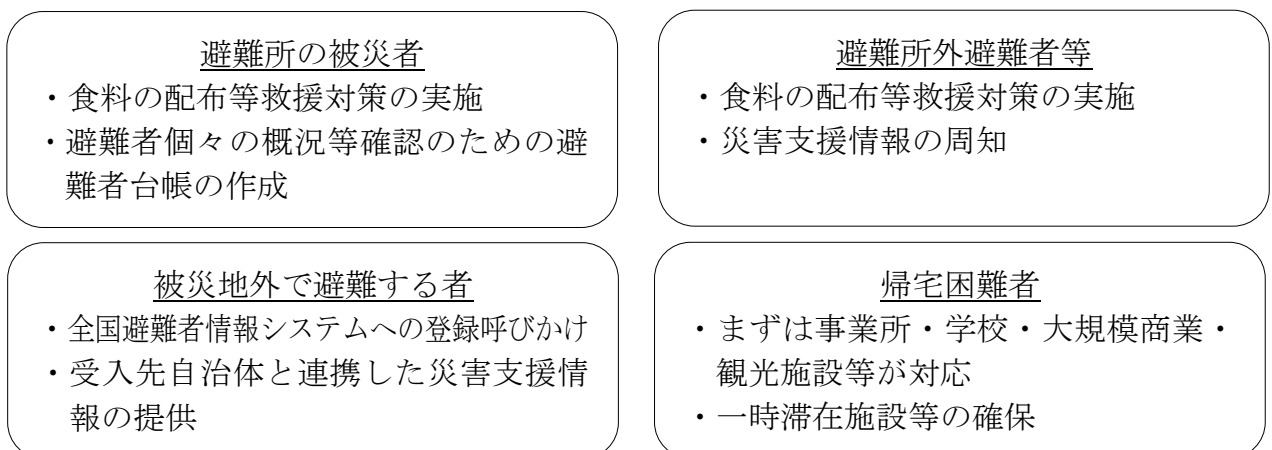 避難所の被災者
・食料の配布等救援対策の実施
・避難者個々の概況等確認のための避
難者台帳の作成
避難所外避難者等
・食料の配布等救援対策の実施
・災害支援情報の周知
被災地外で避難する者
・全国避難者情報システムへの登録呼びかけ
・受入先自治体と連携した災害支援情
報の提供
帰宅困難者
・まずは事業所・学校・大規模商業・
観光施設等が対応
・一時滞在施設等の確保